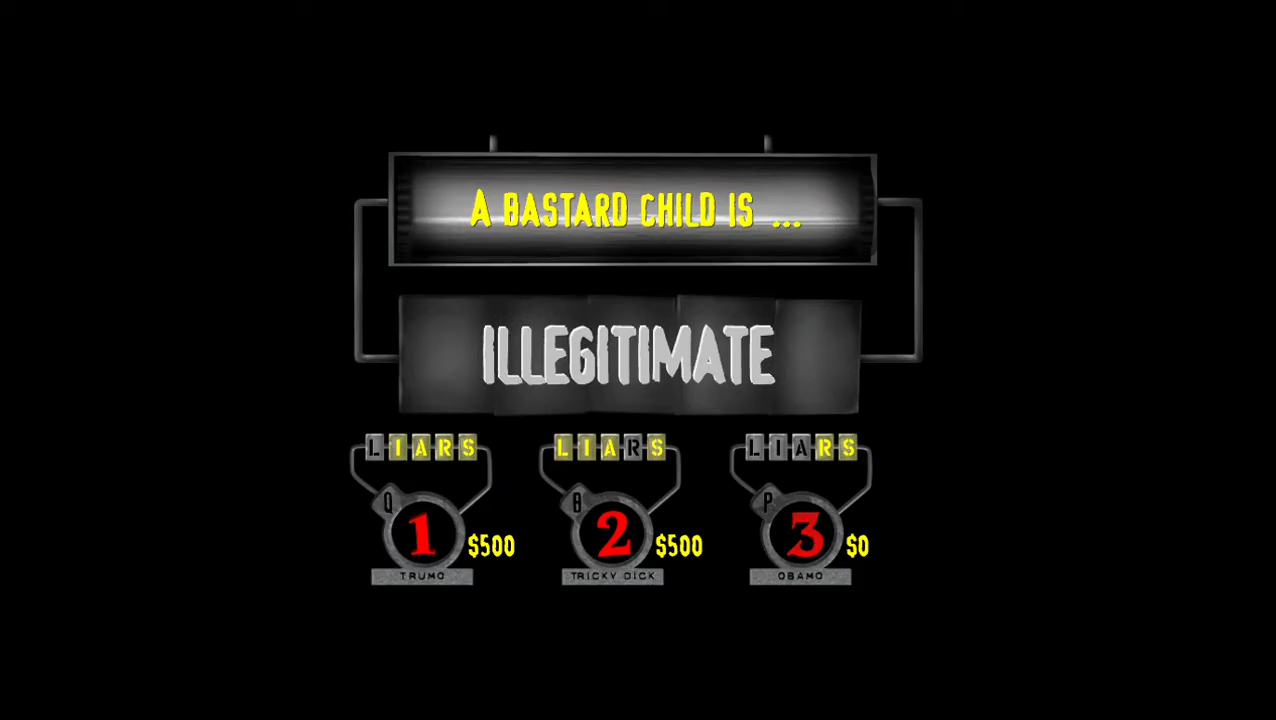 A BASTARD CHILD IS ...
ILLEGITIMATE
LIARS LIARS LIARS
Q B P
1 $500 2 $500 3 $0
TRUMO TRICKY DICK OBAMO